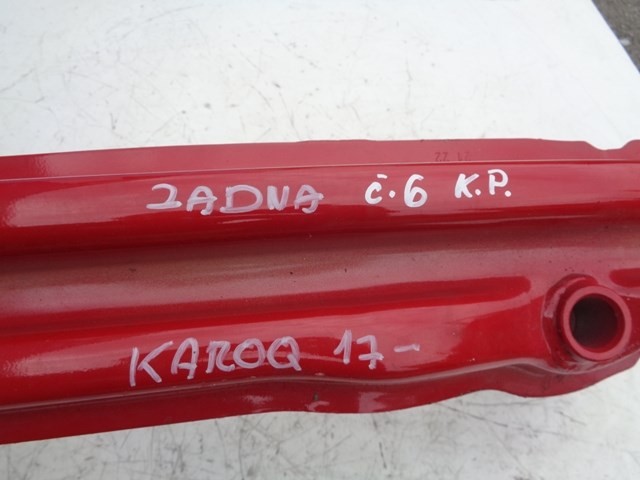 ZADNA č.6 K.P.
KAROQ 17-